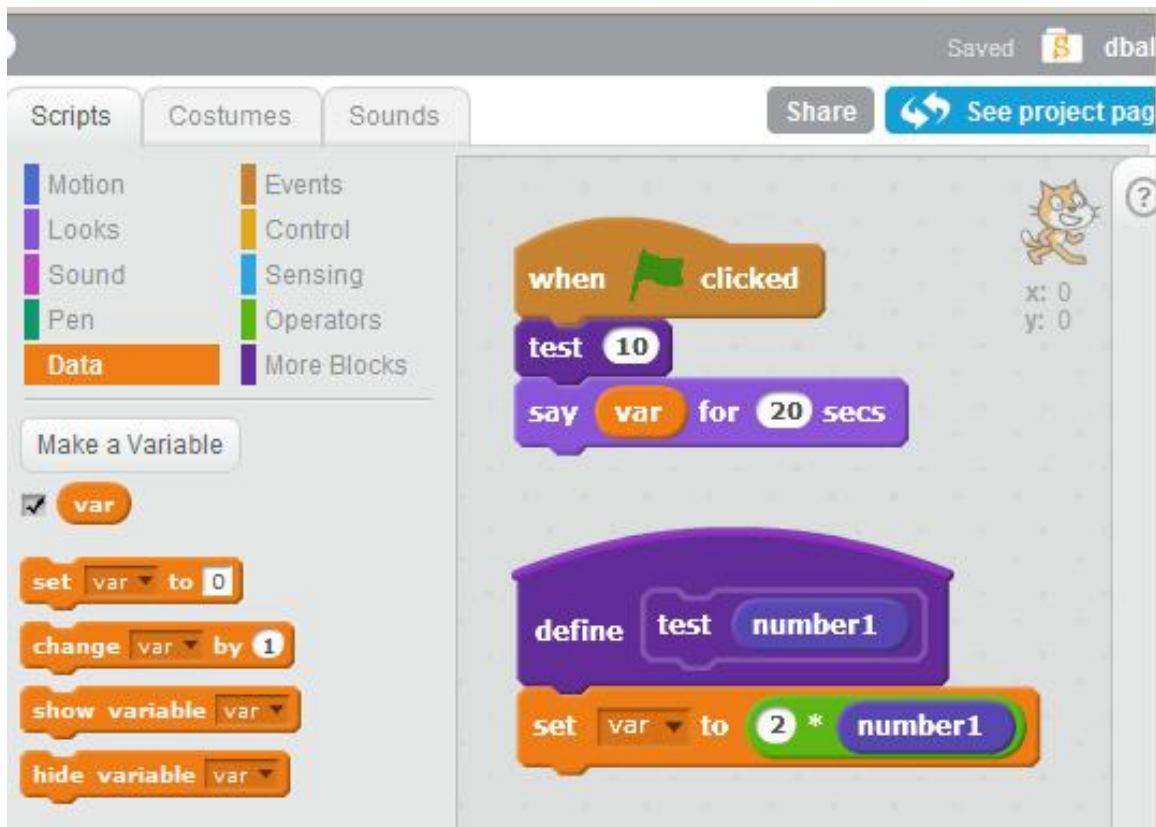 Saved dbal
Scripts Costumes Sounds
Share See project pag
Motion Events
Looks Control
Sound Sensing
Pen Operators
Data More Blocks
Make a Variable
var
set var to 0
change var by 1
show variable var
hide variable var
when clicked
test 10
say var for 20 secs
x: 0
y: 0
?
define test number1
set var to 2 * number1